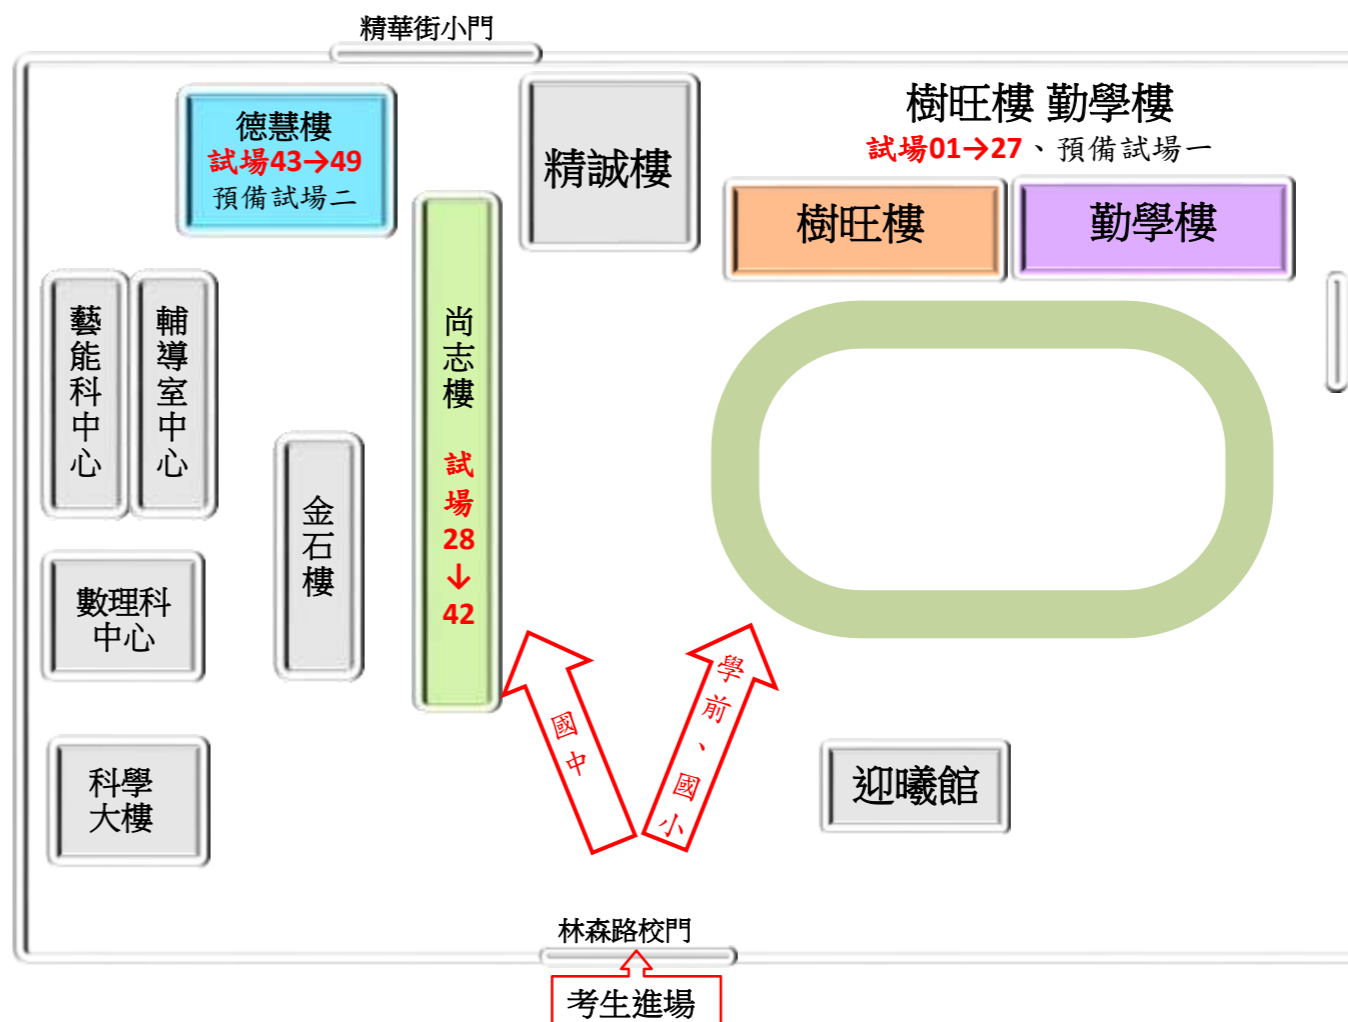 精華街小門
德慧樓
試場43→49
預備試場二
精誠樓
樹旺樓 勤學樓
試場01→27、預備試場一
樹旺樓
勤學樓
藝能科中心
輔導室中心
尚志樓 試場28↓42
金石樓
數理科
中心
科學
大樓
國中
學前、國小
迎曦館
林森路校門
考生進場